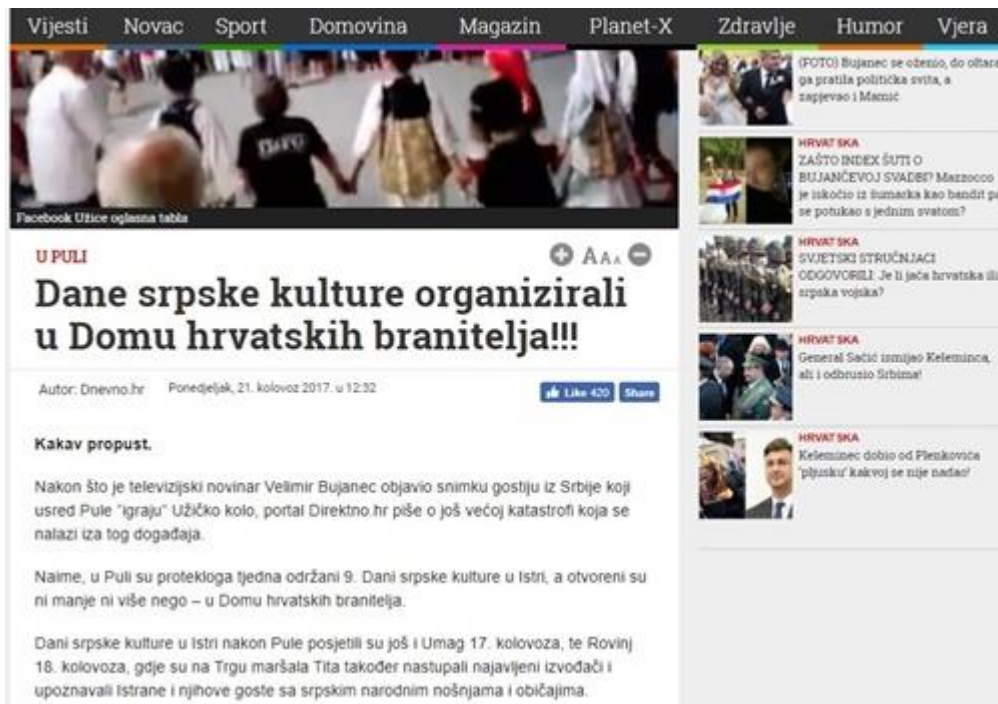 Vijesti Novac Sport Domovina Magazin Planet-X Zdravlje Humor Vjera
Facebook Užice oglasna tabla
U PULI
AAA
Dane srpske kulture organizirali
u Domu hrvatskih branitelja!!!
Autor: Dnevno.hr Ponedjeljak, 21. kolovoz 2017. u 12:32
Like 420 Share
Kakav propust.
Nakon što je televizijski novinar Velimir Bujanec objavio snimku gostiju iz Srbije koji
usred Pule "igraju" Užičko kolo, portal Direktno.hr piše o još većoj katastrofi koja se
nalazi iza tog događaja.
Naime, u Puli su protekloga tjedna održani 9. Dani srpske kulture u Istri, a otvoreni su
ni manje ni više nego – u Domu hrvatskih branitelja.
Dani srpske kulture u Istri nakon Pule posjetili su još i Umag 17. kolovoza, te Rovinj
18. kolovoza, gdje su na Trgu maršala Tita također nastupali najavljeni izvođači i
upoznavali Istrane i njihove goste sa srpskim narodnim nošnjama i običajima.
(FOTO) Bujanec se oženio, do oltara
ga pratila politička svita, a
zapjevao i Mamić
HRVATSKA
ZAŠTO INDEX ŠUTI O
BUJANČEVOJ SVADBI? Mazzocco
je iskočio iz šumarka kao bandit pa
se potukao s jednim svatom?
HRVATSKA
SVJETSKI STRUČNJACI
ODGOVORILI: Je li jača hrvatska ili
srpska vojska?
HRVATSKA
General Sačić ismijao Keleminca,
ali i odbrusio Srbima!
HRVATSKA
Keleminec dobio od Plenkovića
'pljusku' kakvoj se nije nadao!